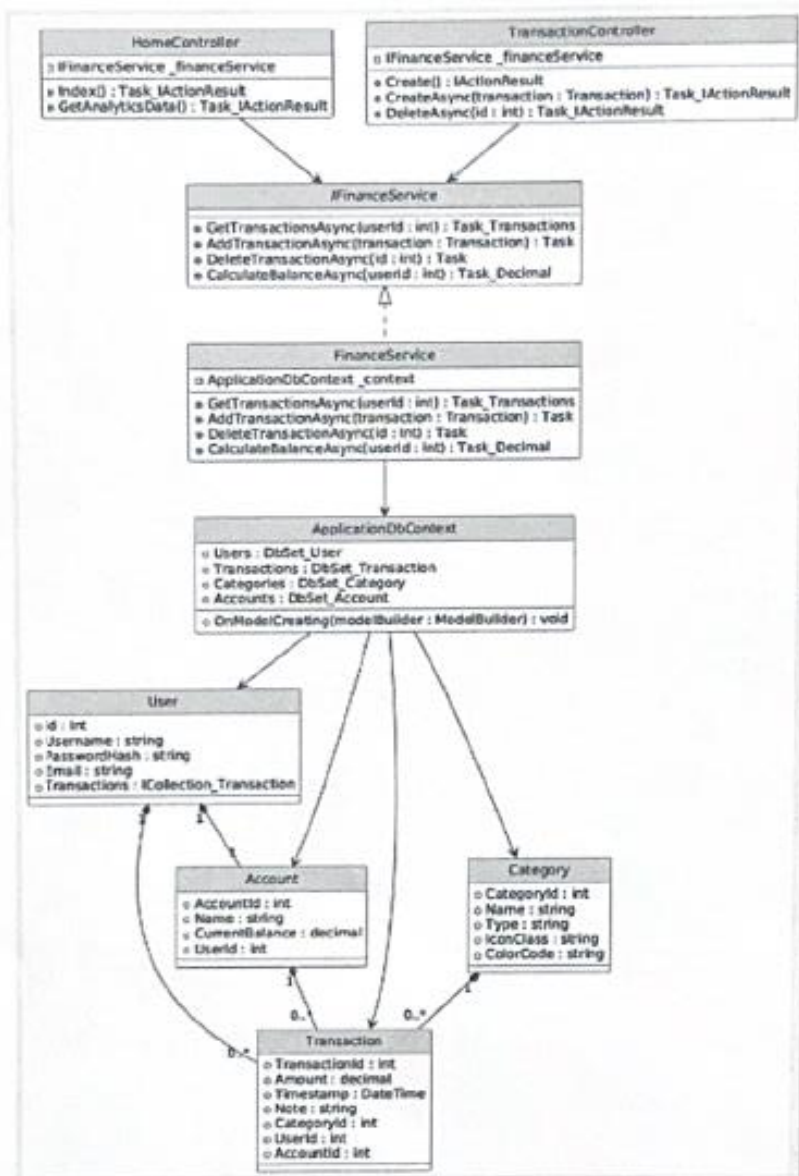 HomeController
IFinanceService _financeService
Index() : Task_IActionResult
GetAnalyticsData() : Task_IActionResult
TransactionController
IFinanceService _financeService
Create() : IActionResult
CreateAsync(transaction : Transaction) : Task_IActionResult
DeleteAsync(id : int) : Task_IActionResult
IFinanceService
GetTransactionsAsync(userId : int) : Task_Transactions
AddTransactionAsync(transaction : Transaction) : Task
DeleteTransactionAsync(id : int) : Task
CalculateBalanceAsync(userId : int) : Task_Decimal
FinanceService
ApplicationDbContext _context
GetTransactionsAsync(userId : int) : Task_Transactions
AddTransactionAsync(transaction : Transaction) : Task
DeleteTransactionAsync(id : int) : Task
CalculateBalanceAsync(userId : int) : Task_Decimal
ApplicationDbContext
Users : DbSet_User
Transactions : DbSet_Transaction
Categories : DbSet_Category
Accounts : DbSet_Account
OnModelCreating(modelBuilder : ModelBuilder) : void
User
Id : int
Username : string
PasswordHash : string
Email : string
Transactions : ICollection_Transaction
1
1
Account
AccountId : int
Name : string
CurrentBalance : decimal
UserId : int
Category
CategoryId : int
Name : string
Type : string
IconClass : string
ColorCode : string
1
1
0..*
0..*
0..*
Transaction
TransactionId : int
Amount : decimal
Timestamp : DateTime
Note : string
CategoryId : int
UserId : int
AccountId : int